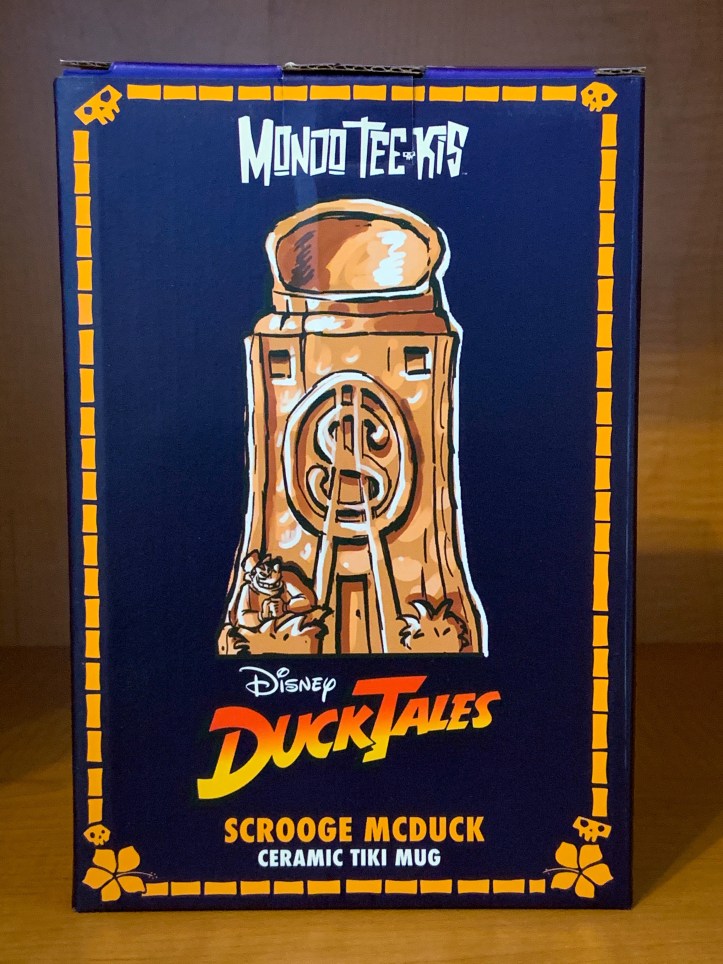 MONDO TEE-KIS
$
DISNEY
DUCKTALES
SCROOGE MCDUCK
CERAMIC TIKI MUG